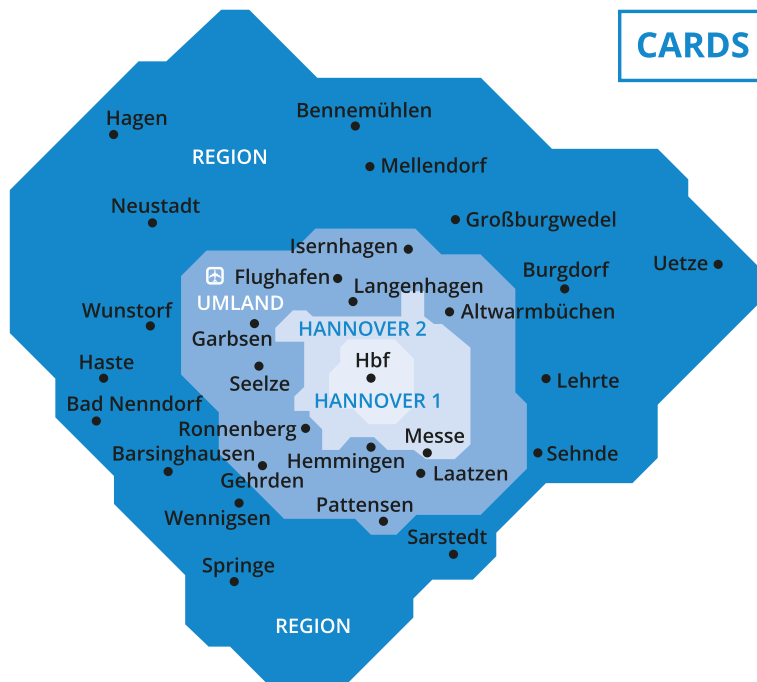 CARDS
Hagen
Bennemühlen
REGION
Mellendorf
Neustadt
Großburgwedel
Isernhagen
Uetze
Flughafen
Burgdorf
Langenhagen
UMLAND
Wunstorf
Altwarmbüchen
HANNOVER 2
Garbsen
Hbf
Haste
Seelze
Lehrte
HANNOVER 1
Bad Nenndorf
Ronnenberg
Messe
Barsinghausen
Sehnde
Hemmingen
Laatzen
Gehrden
Pattensen
Wennigsen
Sarstedt
Springe
REGION